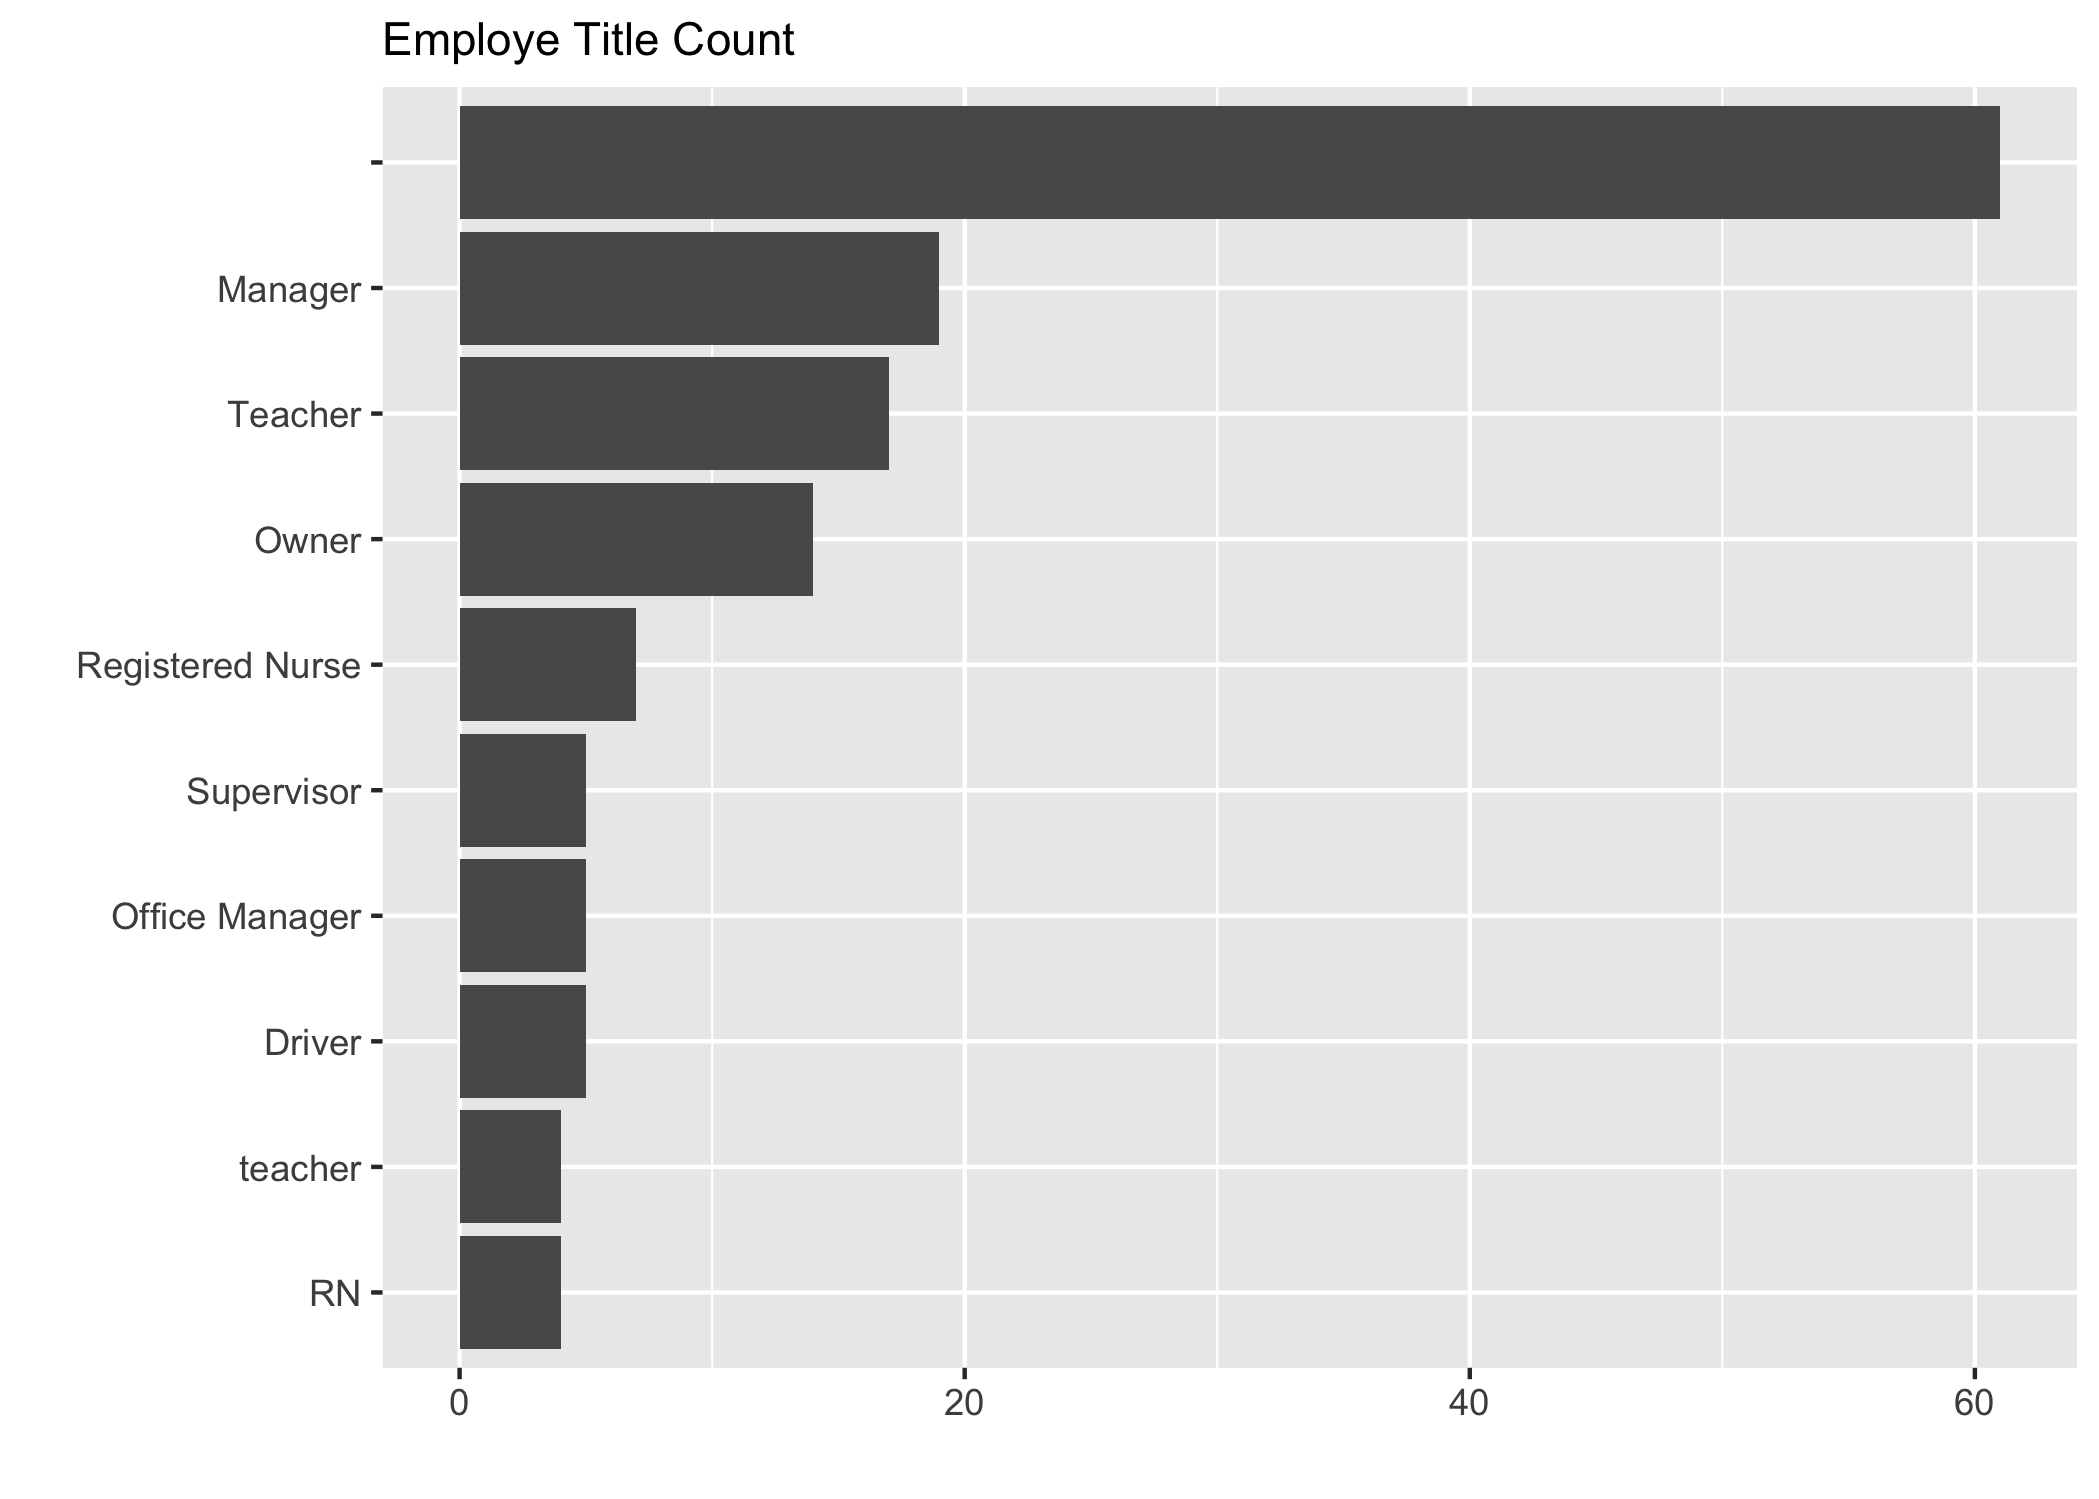 Employe Title Count
Manager
Teacher
Owner
Registered Nurse
Supervisor
Office Manager
Driver
teacher
RN
0 20 40 60